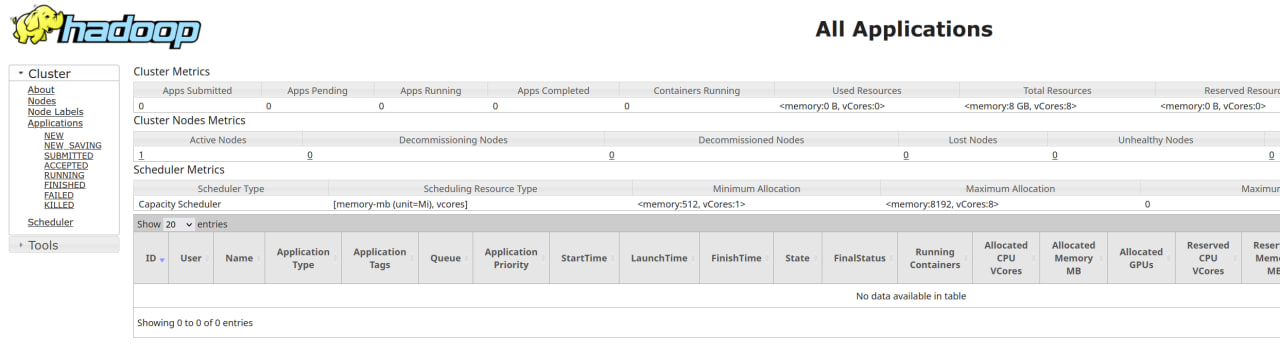 hadoop
All Applications
Cluster
About
Nodes
Node Labels
Applications
NEW
NEW_SAVING
SUBMITTED
ACCEPTED
RUNNING
FINISHED
FAILED
KILLED
Scheduler
Tools
Cluster Metrics
Apps Submitted Apps Pending Apps Running Apps Completed Containers Running Used Resources Total Resources Reserved Resour
0 0 0 0 0 <memory:0 B, vCores:0> <memory:8 GB, vCores:8> <memory:0 B, vCores:0>
Cluster Nodes Metrics
Active Nodes Decommissioning Nodes Decommissioned Nodes Lost Nodes Unhealthy Nodes
1 0 0 0 0 0
Scheduler Metrics
Scheduler Type Scheduling Resource Type Minimum Allocation Maximum Allocation Maximum
Capacity Scheduler [memory-mb (unit=Mi), vcores] <memory:512, vCores:1> <memory:8192, vCores:8> 0
Show 20 entries
ID User Name Application Type Application Tags Queue Application Priority StartTime LaunchTime FinishTime State FinalStatus Running Containers Allocated CPU VCores Allocated Memory MB Allocated GPUs Reserved CPU VCores Reser Mem MB
No data available in table
Showing 0 to 0 of 0 entries